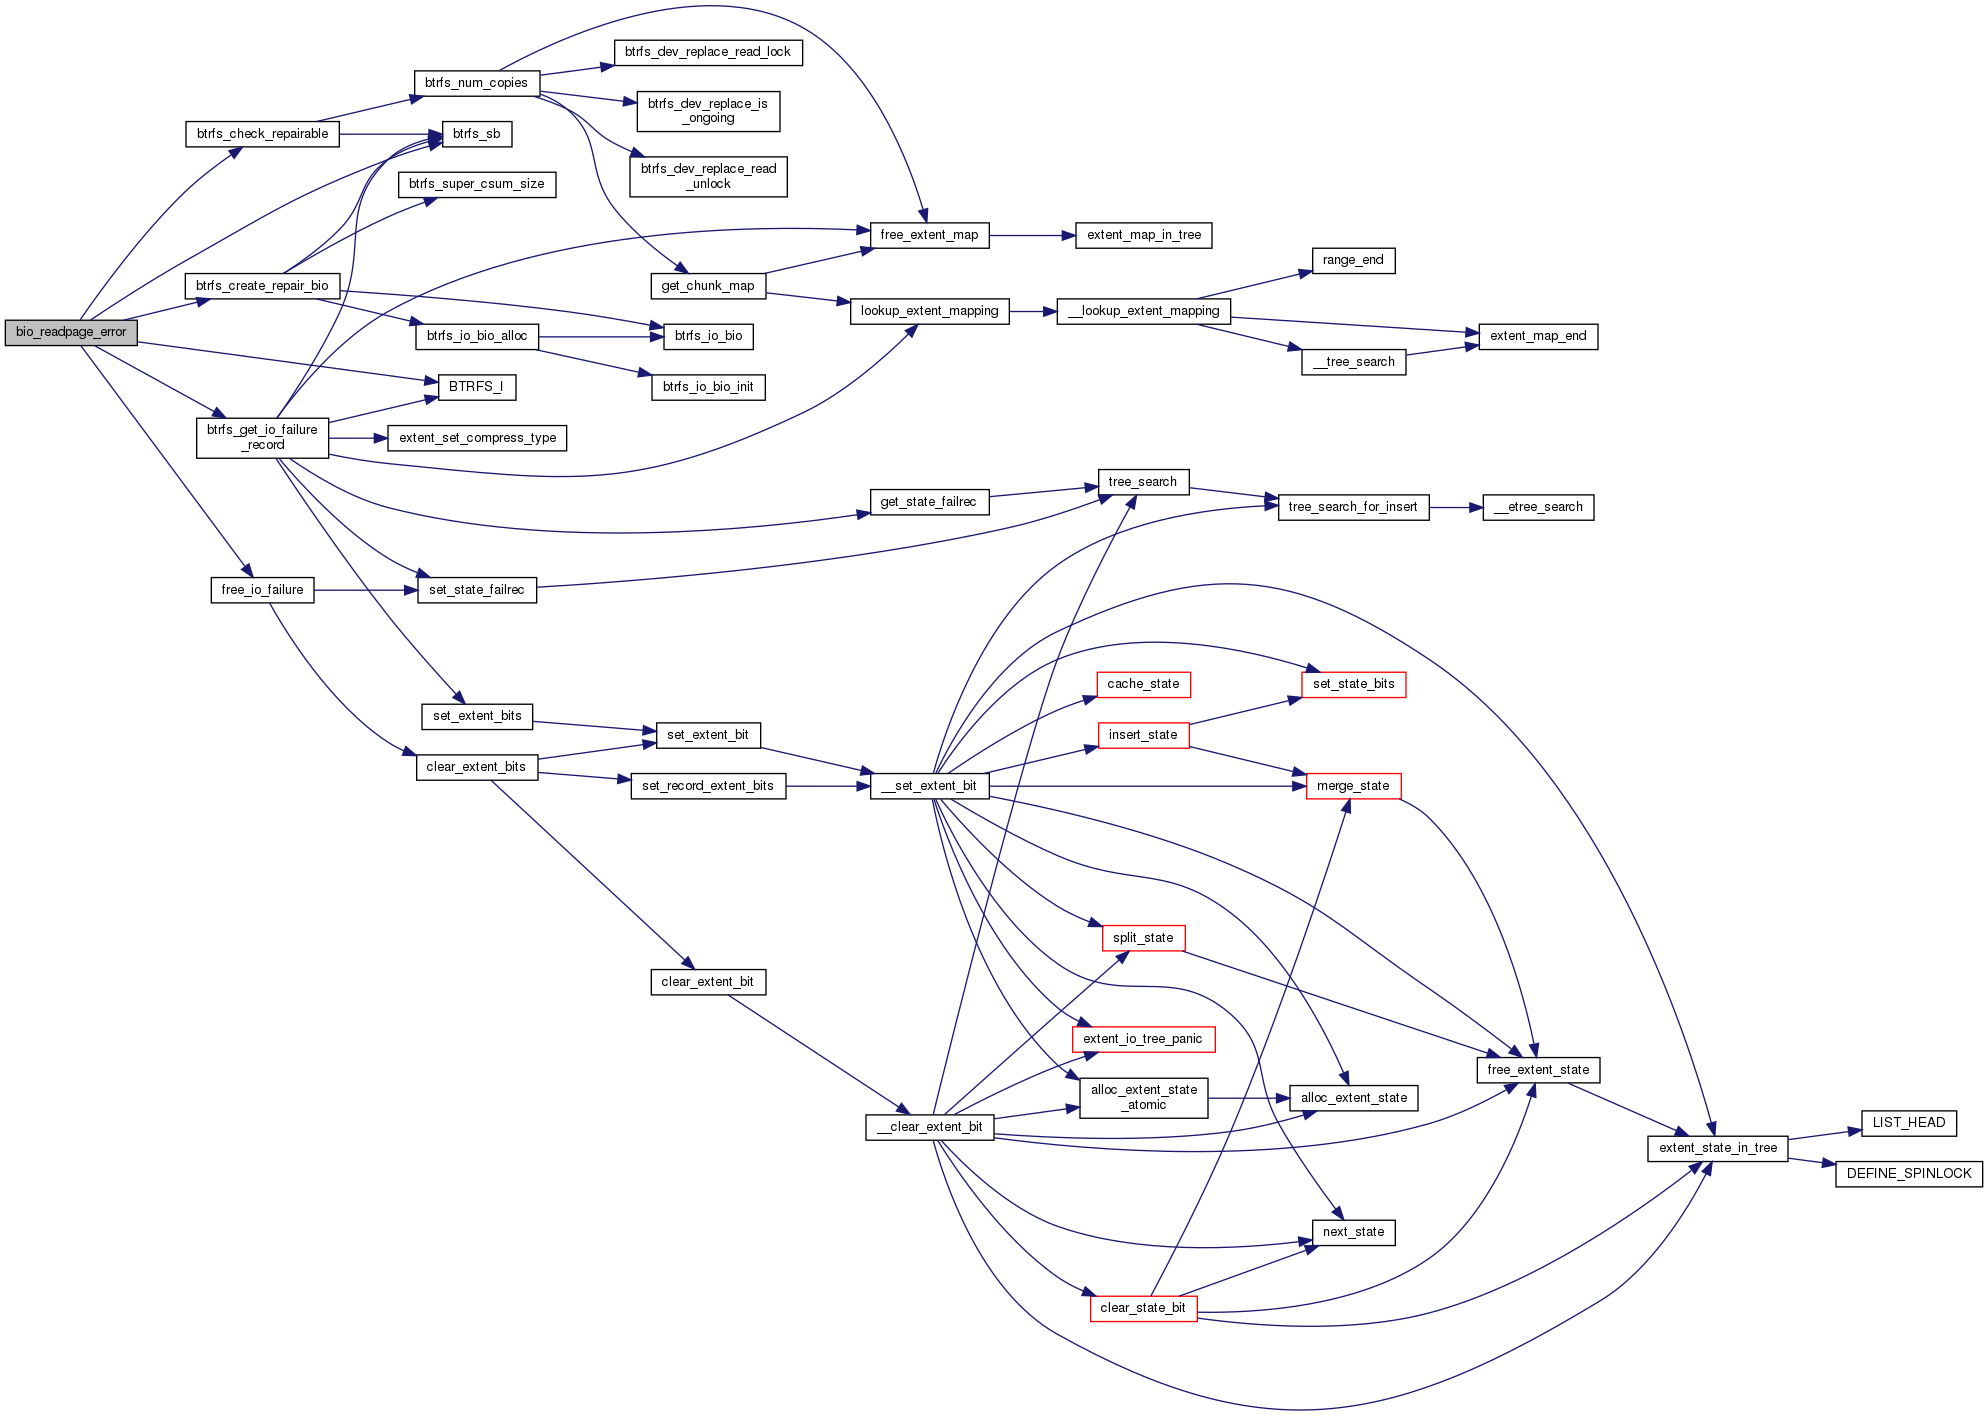 btrfs_dev_replace_read_lock
btrfs_num_copies
btrfs_dev_replace_is
_ongoing
btrfs_check_repairable
btrfs_sb
btrfs_dev_replace_read
_unlock
btrfs_super_csum_size
free_extent_map
extent_map_in_tree
range_end
btrfs_create_repair_bio
get_chunk_map
lookup_extent_mapping
__lookup_extent_mapping
bio_readpage_error
btrfs_io_bio_alloc
btrfs_io_bio
extent_map_end
__tree_search
BTRFS_I
btrfs_io_bio_init
btrfs_get_io_failure
_record
extent_set_compress_type
tree_search
get_state_failrec
tree_search_for_insert
__etree_search
free_io_failure
set_state_failrec
cache_state
set_state_bits
set_extent_bits
set_extent_bit
insert_state
clear_extent_bits
set_record_extent_bits
__set_extent_bit
merge_state
split_state
clear_extent_bit
extent_io_tree_panic
free_extent_state
alloc_extent_state
_atomic
alloc_extent_state
__clear_extent_bit
LIST_HEAD
extent_state_in_tree
DEFINE_SPINLOCK
next_state
clear_state_bit